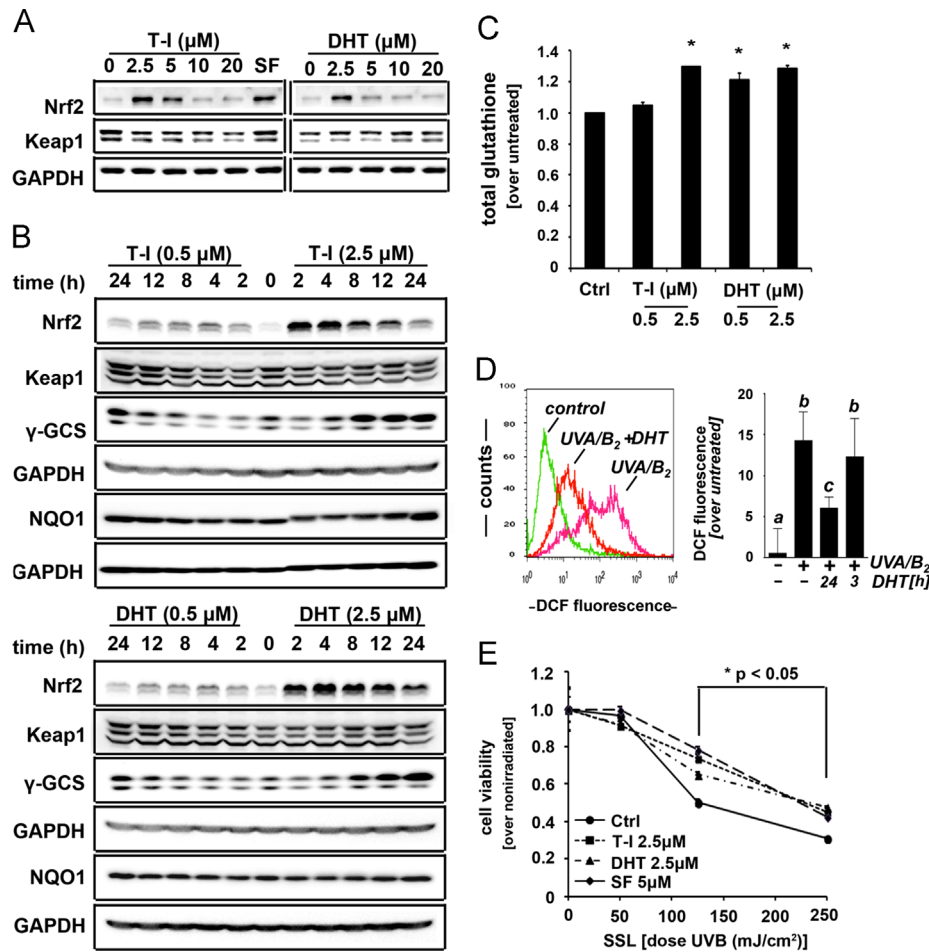 A
T-I (µM)
DHT (µM)
0 2.5 5 10 20 SF
0 2.5 5 10 20
Nrf2
Keap1
GAPDH
B
T-I (0.5 µM) T-I (2.5 µM)
time (h) 24 12 8 4 2 0 2 4 8 12 24
Nrf2
Keap1
γ-GCS
GAPDH
NQO1
GAPDH
DHT (0.5 µM) DHT (2.5 µM)
time (h) 24 12 8 4 2 0 2 4 8 12 24
Nrf2
Keap1
γ-GCS
GAPDH
NQO1
GAPDH
C
total glutathione
[over untreated]
1.4
1.2
1.0
0.8
0.6
0.4
0.2
0
* * *
Ctrl T-I (µM) DHT (µM)
0.5 2.5 0.5 2.5
D
— counts —
100
80
60
40
20
0
control
UVA/B2+DHT
UVA/B2
10⁰ 10¹ 10² 10³ 10⁴
-DCF fluorescence-
DCF fluorescence
[over untreated]
20
15
10
5
0
a b c b
– + + + UVA/B2
– – 24 3 DHT[h]
E
cell viability
[over nonirradiated]
1.2
1.0
0.8
0.6
0.4
0.2
0
* p < 0.05
Ctrl
T-I 2.5µM
DHT 2.5µM
SF 5µM
0 50 100 150 200 250
SSL [dose UVB (mJ/cm²)]